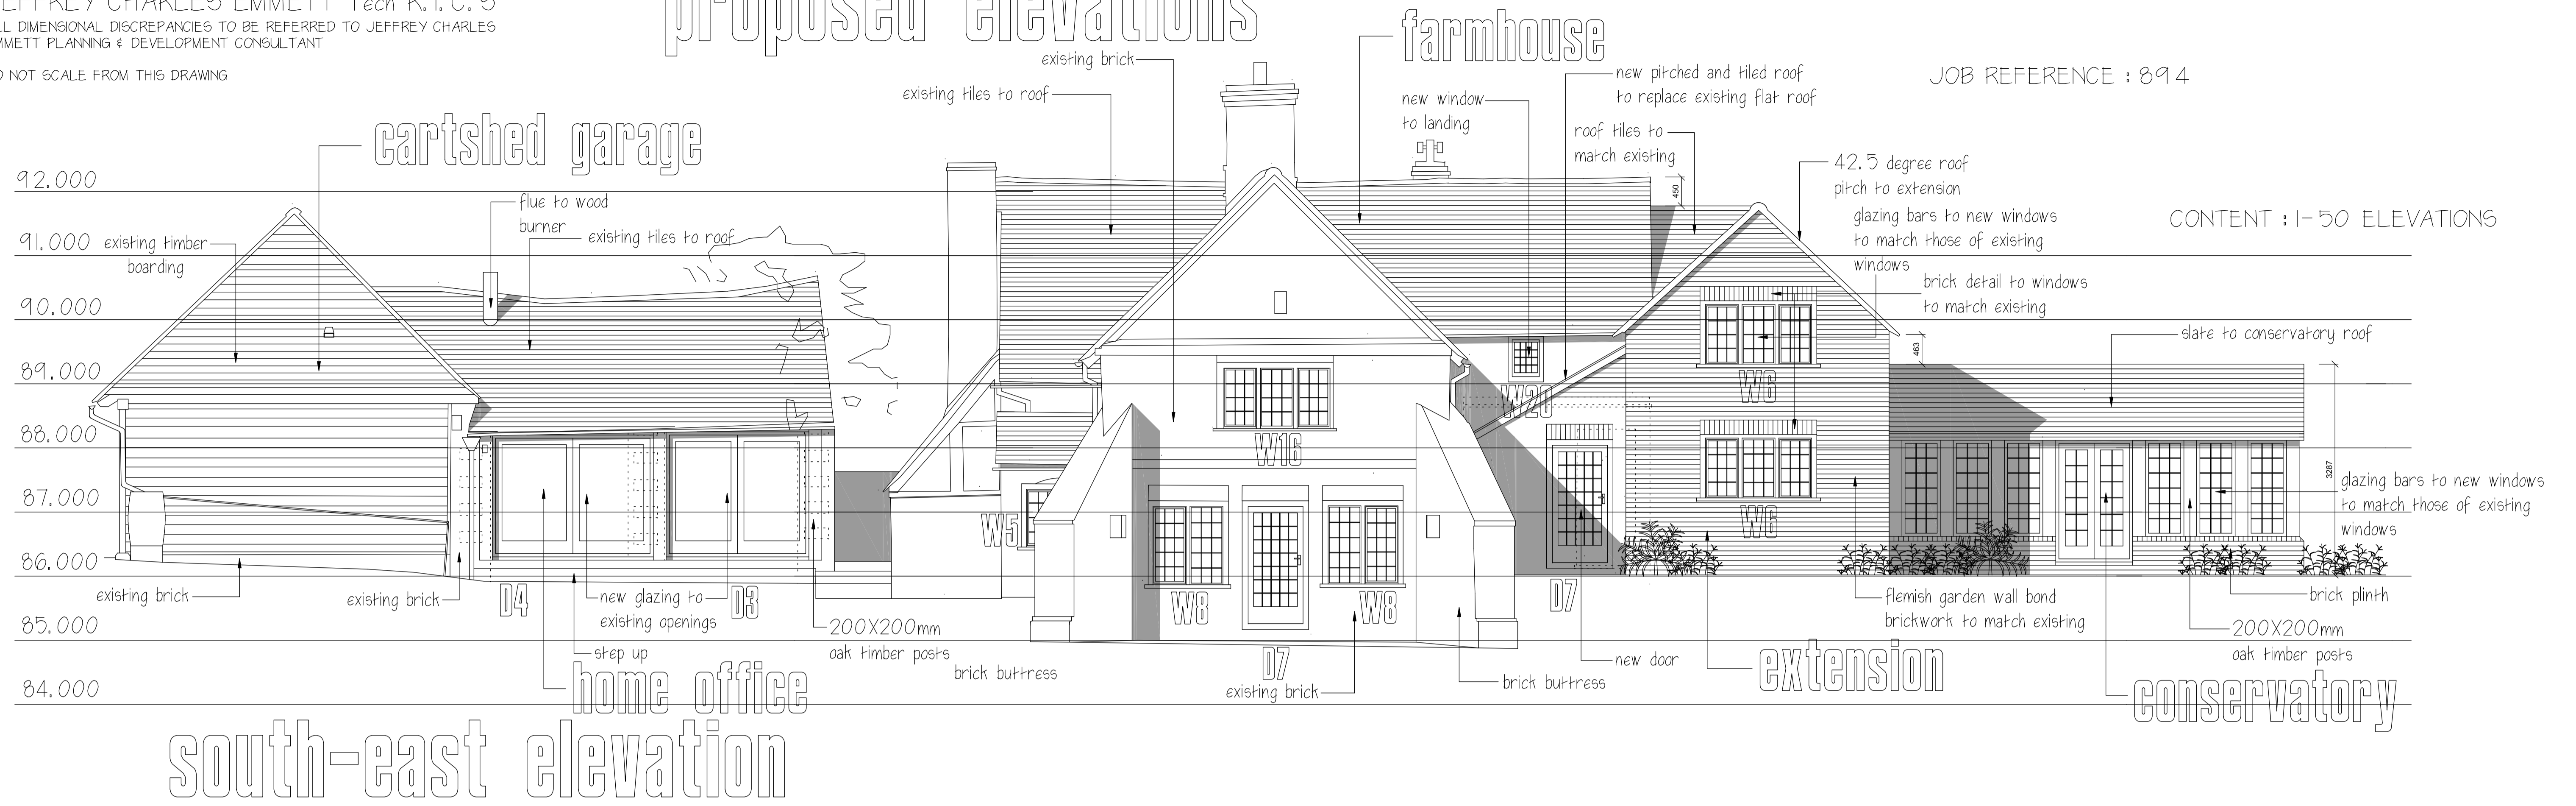 JEFFREY CHARLES EMMETT Tech R.I.C.S
ALL DIMENSIONAL DISCREPANCIES TO BE REFERRED TO JEFFREY CHARLES
EMMETT PLANNING & DEVELOPMENT CONSULTANT
DO NOT SCALE FROM THIS DRAWING
proposed elevations
farmhouse
JOB REFERENCE : 894
CONTENT : 1-50 ELEVATIONS
cartshed garage
existing brick
existing tiles to roof
new window
to landing
new pitched and tiled roof
to replace existing flat roof
roof tiles to
match existing
450
42.5 degree roof
pitch to extension
glazing bars to new windows
to match those of existing
windows
brick detail to windows
to match existing
slate to conservatory roof
463
3287
92.000
91.000
90.000
89.000
88.000
87.000
86.000
85.000
84.000
existing timber
boarding
flue to wood
burner
existing tiles to roof
W20
W6
W16
W5
W6
glazing bars to new windows
to match those of existing
windows
existing brick
existing brick
D4
new glazing to
existing openings
D3
200X200mm
oak timber posts
step up
home office
brick buttress
W8
W8
D7
existing brick
brick buttress
D7
new door
extension
flemish garden wall bond
brickwork to match existing
brick plinth
200X200mm
oak timber posts
conservatory
south-east elevation